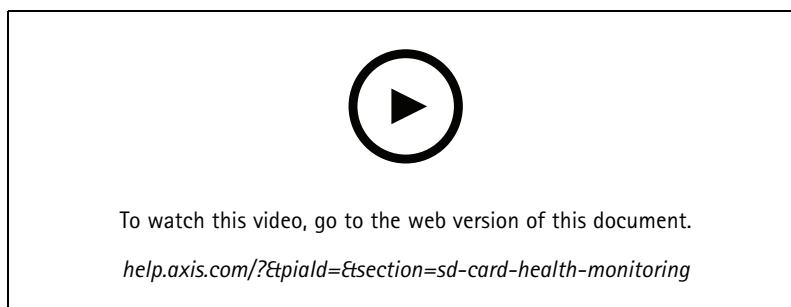 To watch this video, go to the web version of this document.
help.axis.com/?&piaId=&section=sd-card-health-monitoring